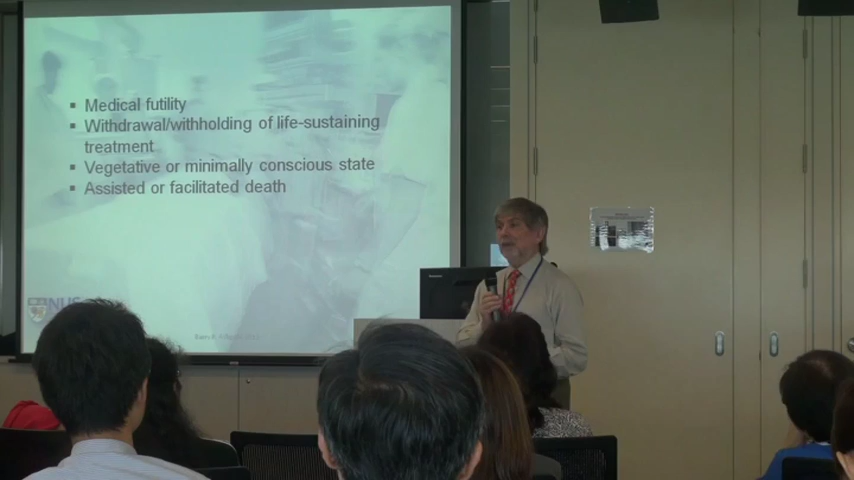 ▪ Medical futility
▪ Withdrawal/withholding of life-sustaining
treatment
▪ Vegetative or minimally conscious state
▪ Assisted or facilitated death
NUS